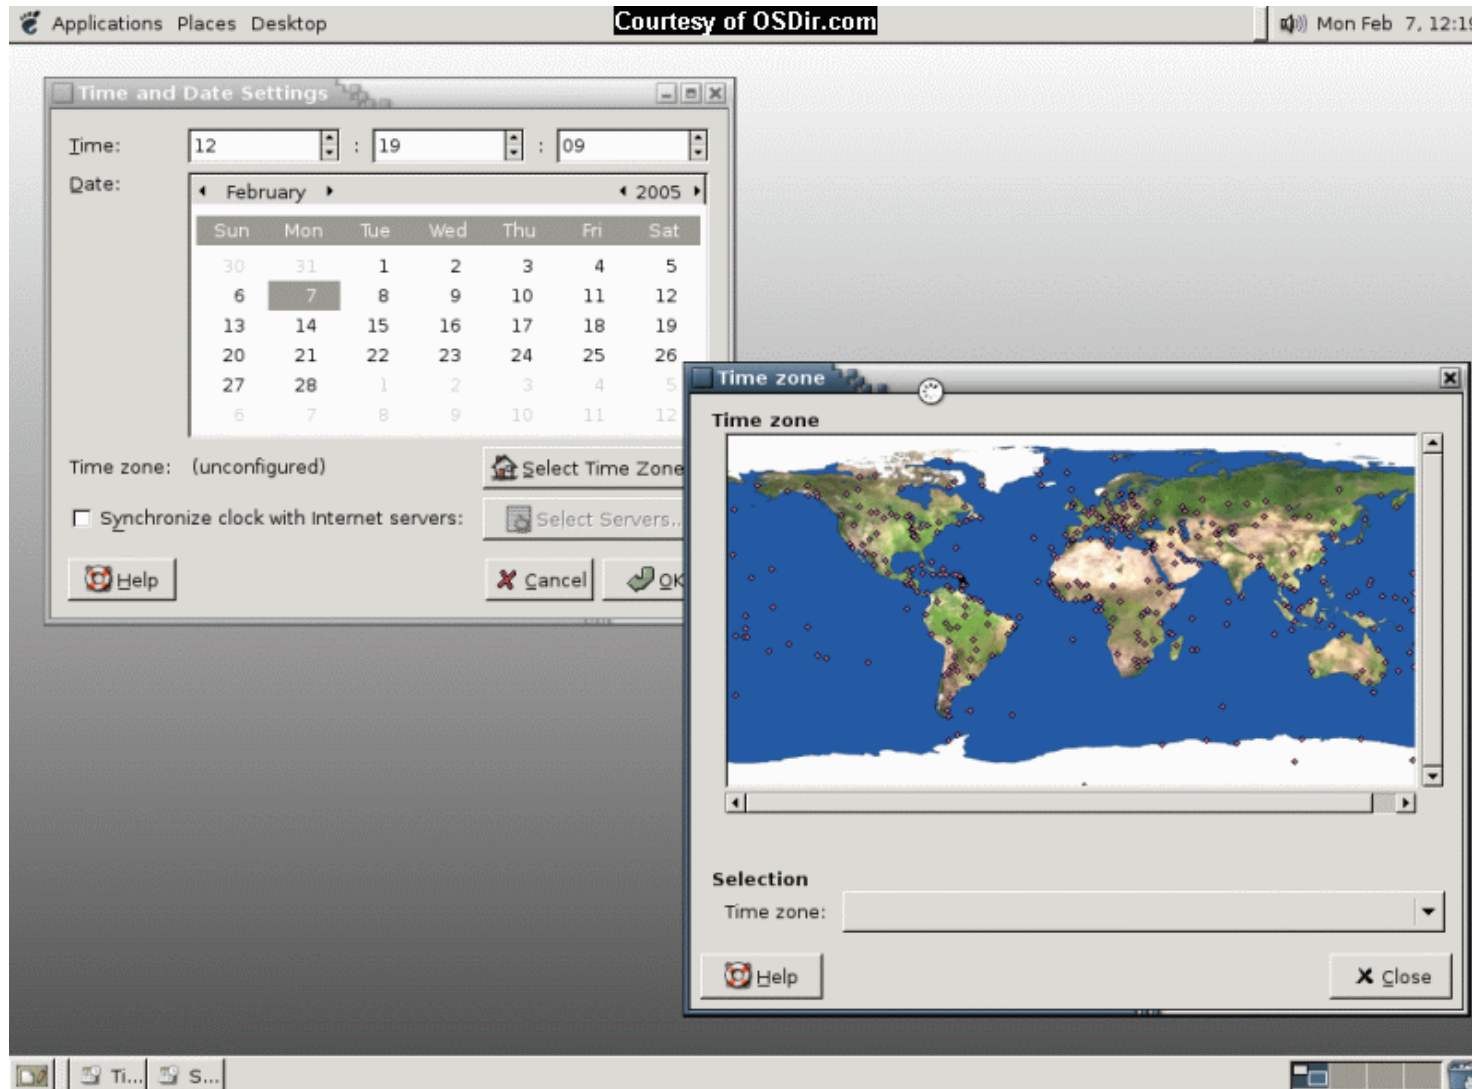 Applications Places Desktop Courtesy of OSDir.com Mon Feb 7, 12:19
Time and Date Settings
Time: 12 : 19 : 09
Date: February 2005
Sun Mon Tue Wed Thu Fri Sat
30 31 1 2 3 4 5
6 7 8 9 10 11 12
13 14 15 16 17 18 19
20 21 22 23 24 25 26
27 28 1 2 3 4 5
6 7 8 9 10 11 12
Time zone: (unconfigured) Select Time Zone
Synchronize clock with Internet servers: Select Servers..
Help Cancel OK
Time zone
Time zone
Selection
Time zone:
Help Close
Ti... S...